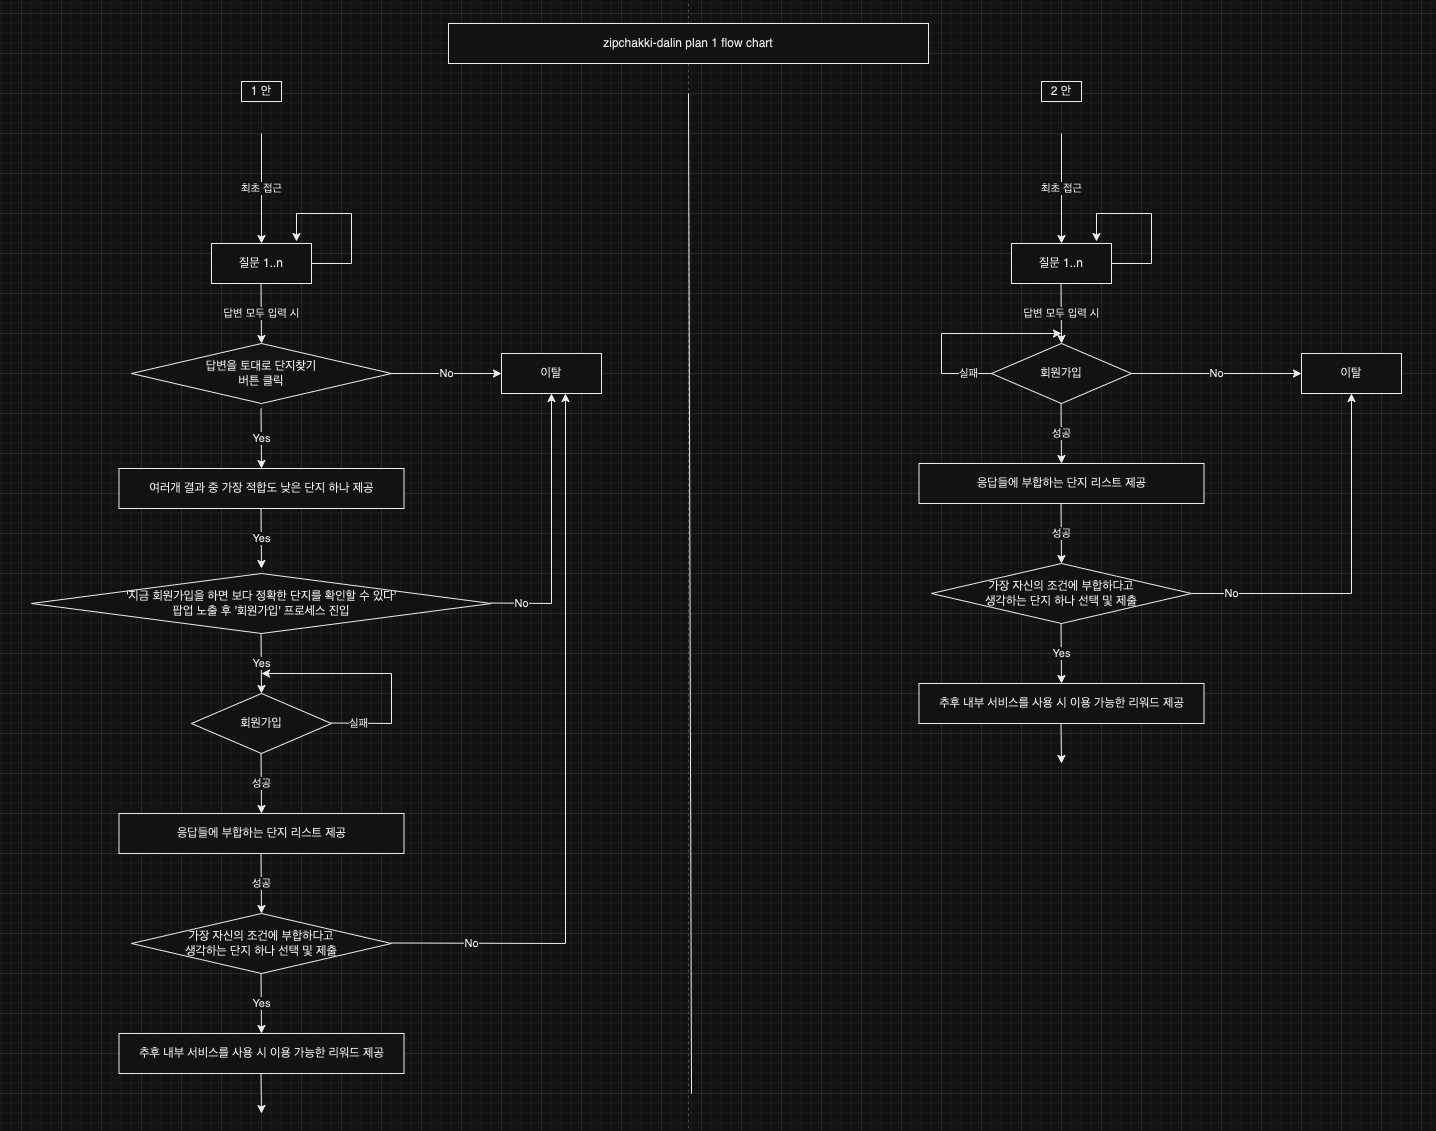 zipchakki-dalin plan 1 flow chart
1 안
최초 접근
질문 1..n
답변 모두 입력 시
답변을 토대로 단지찾기
버튼 클릭
No
이탈
Yes
여러개 결과 중 가장 적합도 낮은 단지 하나 제공
Yes
'지금 회원가입을 하면 보다 정확한 단지를 확인할 수 있다'
팝업 노출 후 '회원가입' 프로세스 진입
No
Yes
회원가입
실패
성공
응답들에 부합하는 단지 리스트 제공
성공
가장 자신의 조건에 부합하다고
생각하는 단지 하나 선택 및 제출
No
Yes
추후 내부 서비스를 사용 시 이용 가능한 리워드 제공
2 안
최초 접근
질문 1..n
답변 모두 입력 시
실패
회원가입
No
이탈
성공
응답들에 부합하는 단지 리스트 제공
성공
가장 자신의 조건에 부합하다고
생각하는 단지 하나 선택 및 제출
No
Yes
추후 내부 서비스를 사용 시 이용 가능한 리워드 제공